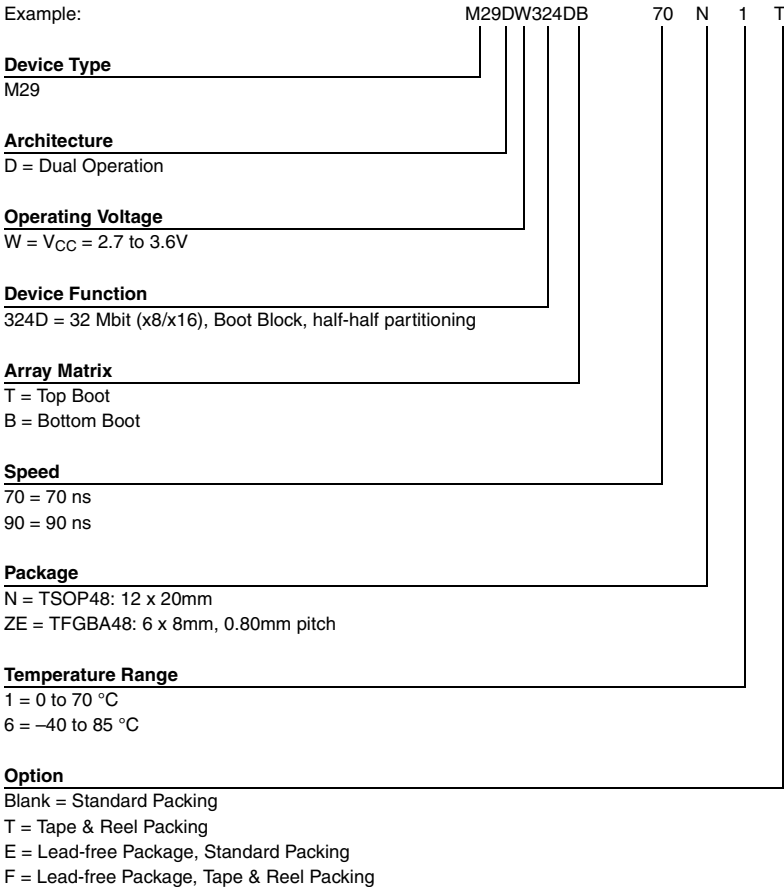 Example: M29DW324DB 70 N 1 T
Device Type
M29
Architecture
D = Dual Operation
Operating Voltage
W = VCC = 2.7 to 3.6V
Device Function
324D = 32 Mbit (x8/x16), Boot Block, half-half partitioning
Array Matrix
T = Top Boot
B = Bottom Boot
Speed
70 = 70 ns
90 = 90 ns
Package
N = TSOP48: 12 x 20mm
ZE = TFGBA48: 6 x 8mm, 0.80mm pitch
Temperature Range
1 = 0 to 70 °C
6 = –40 to 85 °C
Option
Blank = Standard Packing
T = Tape & Reel Packing
E = Lead-free Package, Standard Packing
F = Lead-free Package, Tape & Reel Packing